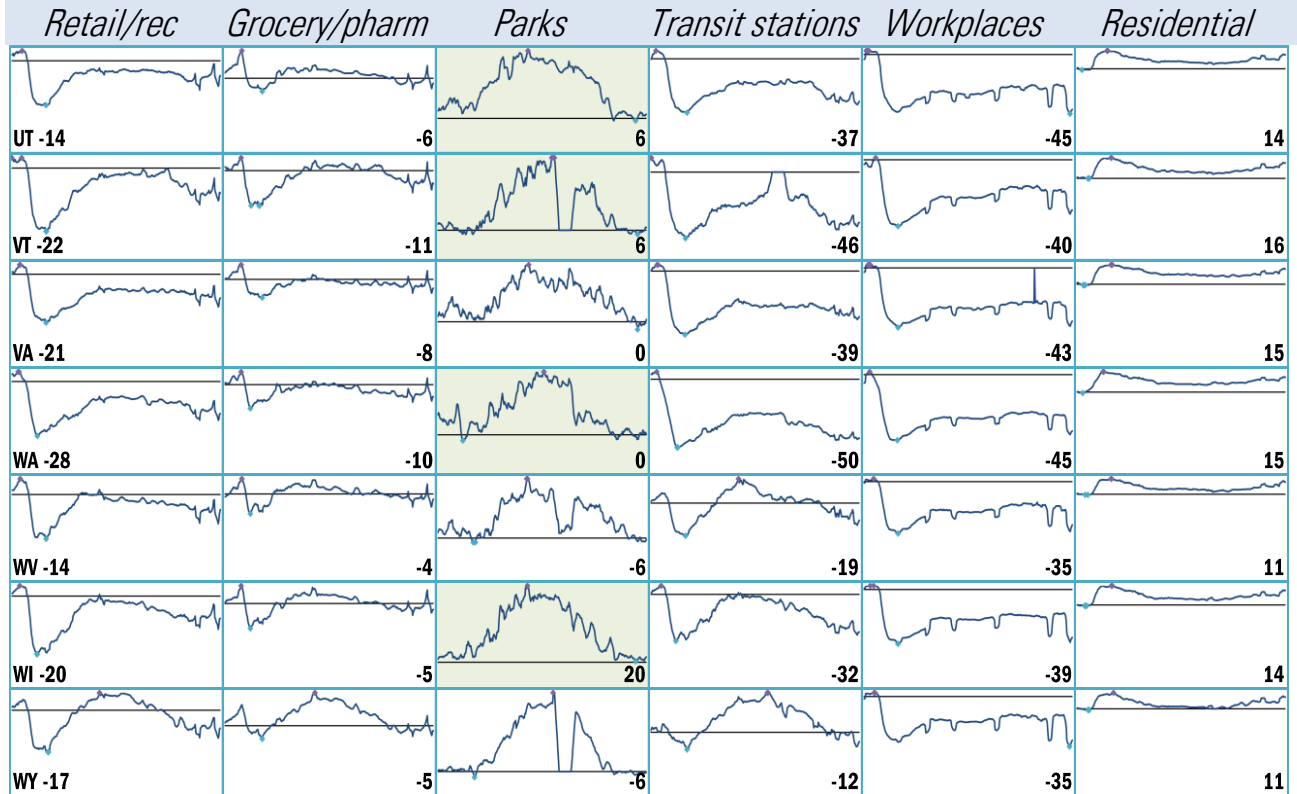 Retail/rec Grocery/pharm Parks Transit stations Workplaces Residential
UT -14 -6 6 -37 -45 14
VT -22 -11 6 -46 -40 16
VA -21 -8 0 -39 -43 15
WA -28 -10 0 -50 -45 15
WV -14 -4 -6 -19 -35 11
WI -20 -5 20 -32 -39 14
WY -17 -5 -6 -12 -35 11